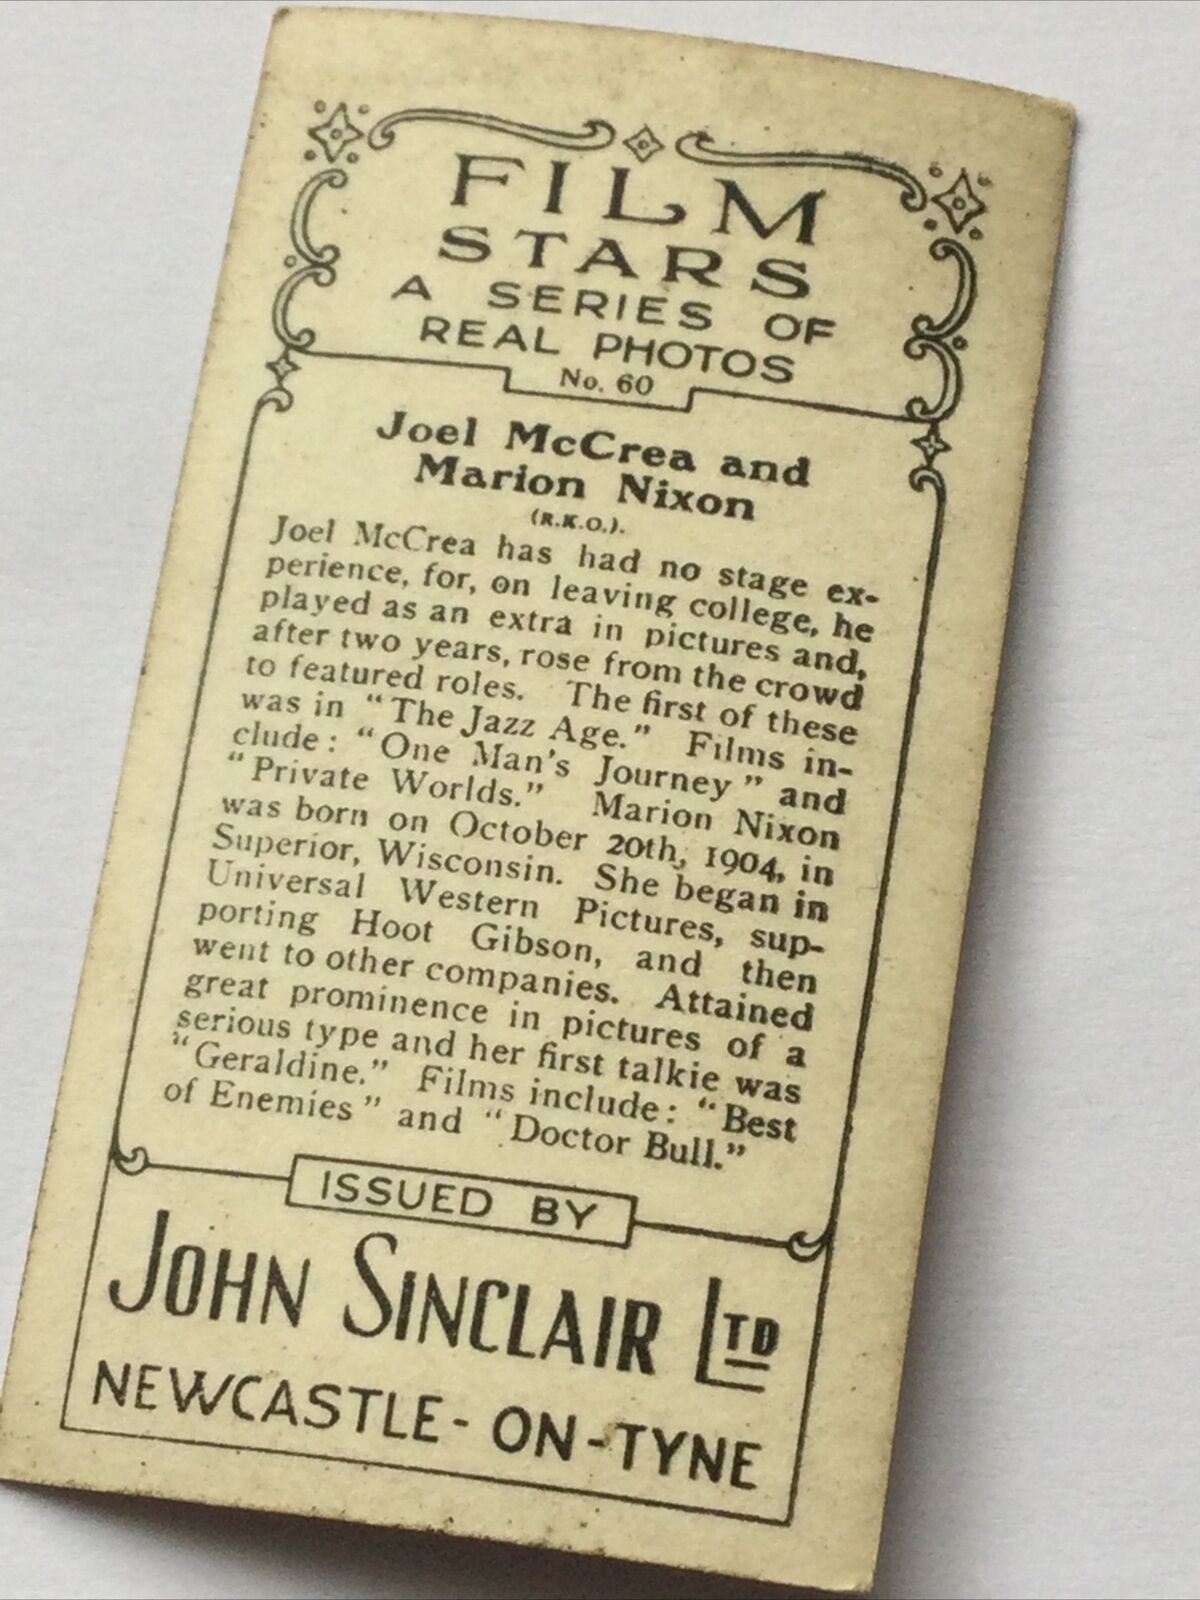 FILM
STARS
A SERIES OF
REAL PHOTOS
No. 60
Joel McCrea and
Marion Nixon
(R.K.O.).
Joel McCrea has had no stage ex-
perience, for, on leaving college, he
played as an extra in pictures and,
after two years, rose from the crowd
to featured roles. The first of these
was in "The Jazz Age." Films in-
clude: "One Man's Journey" and
"Private Worlds." Marion Nixon
was born on October 20th, 1904, in
Superior, Wisconsin. She began in
Universal Western Pictures, sup-
porting Hoot Gibson, and then
went to other companies. Attained
great prominence in pictures of a
serious type and her first talkie was
"Geraldine." Films include: "Best
of Enemies" and "Doctor Bull."
ISSUED BY
JOHN SINCLAIR LTD
NEWCASTLE-ON-TYNE